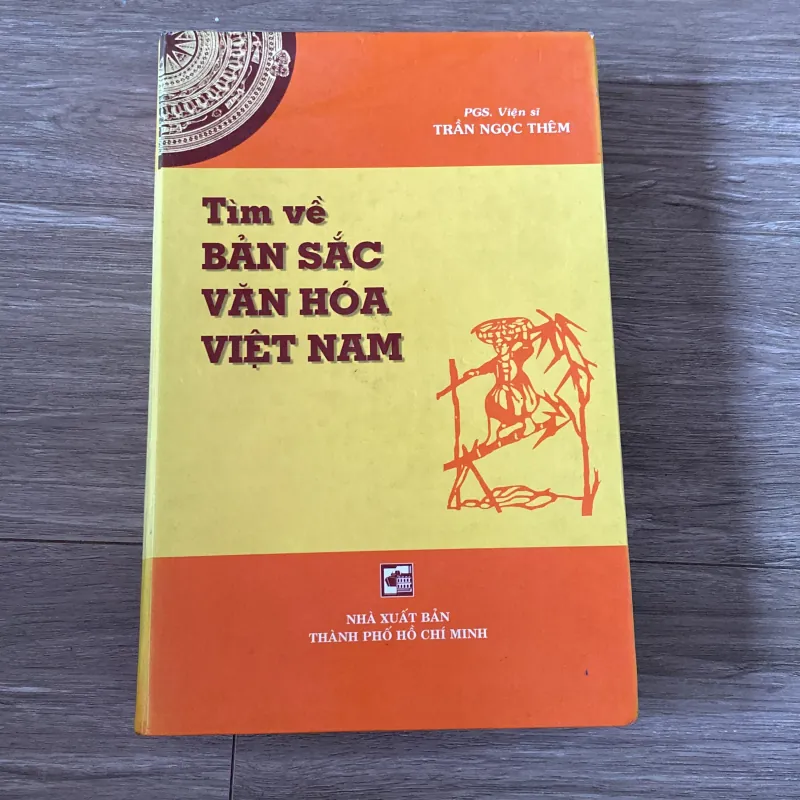 PGS. Viện sĩ
TRẦN NGỌC THÊM
Tìm về
BẢN SẮC
VĂN HÓA
VIỆT NAM
NHÀ XUẤT BẢN
THÀNH PHỐ HỒ CHÍ MINH